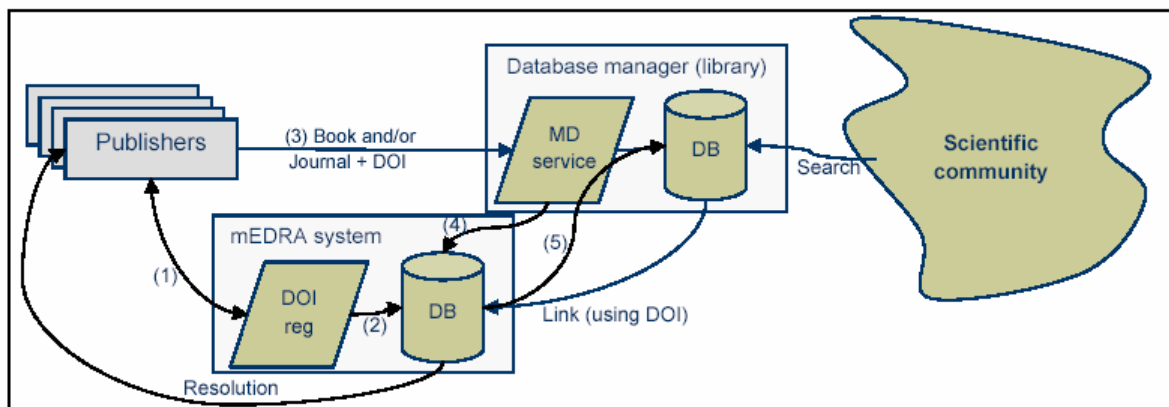 Database manager (library)
Publishers
(3) Book and/or
Journal + DOI
MD
service
DB
Search
Scientific
community
mEDRA system
(4)
(5)
(1)
DOI
reg
(2)
DB
Link (using DOI)
Resolution